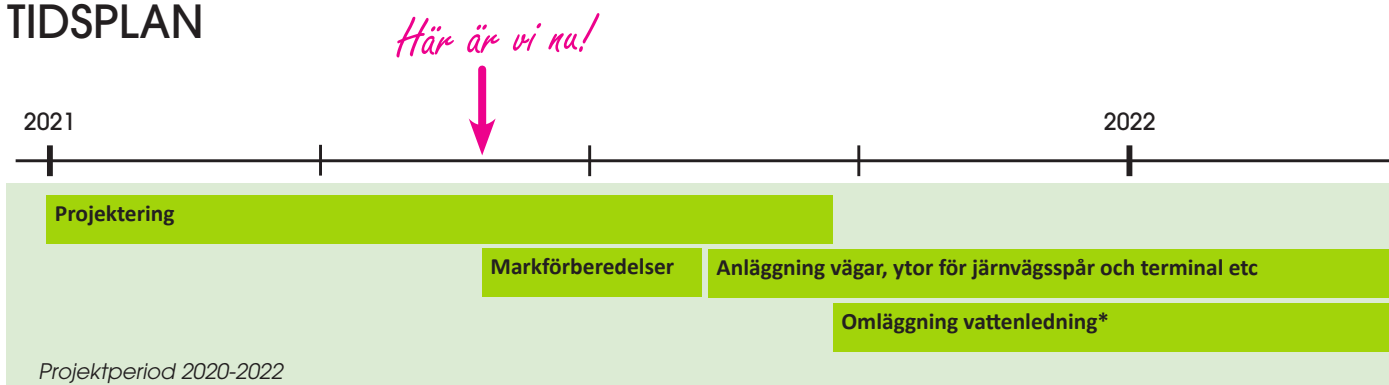 TIDSPLAN
Här är vi nu!
2021
2022
Projektering
Markförberedelser
Anläggning vägar, ytor för järnvägsspår och terminal etc
Omläggning vattenledning*
Projektperiod 2020-2022